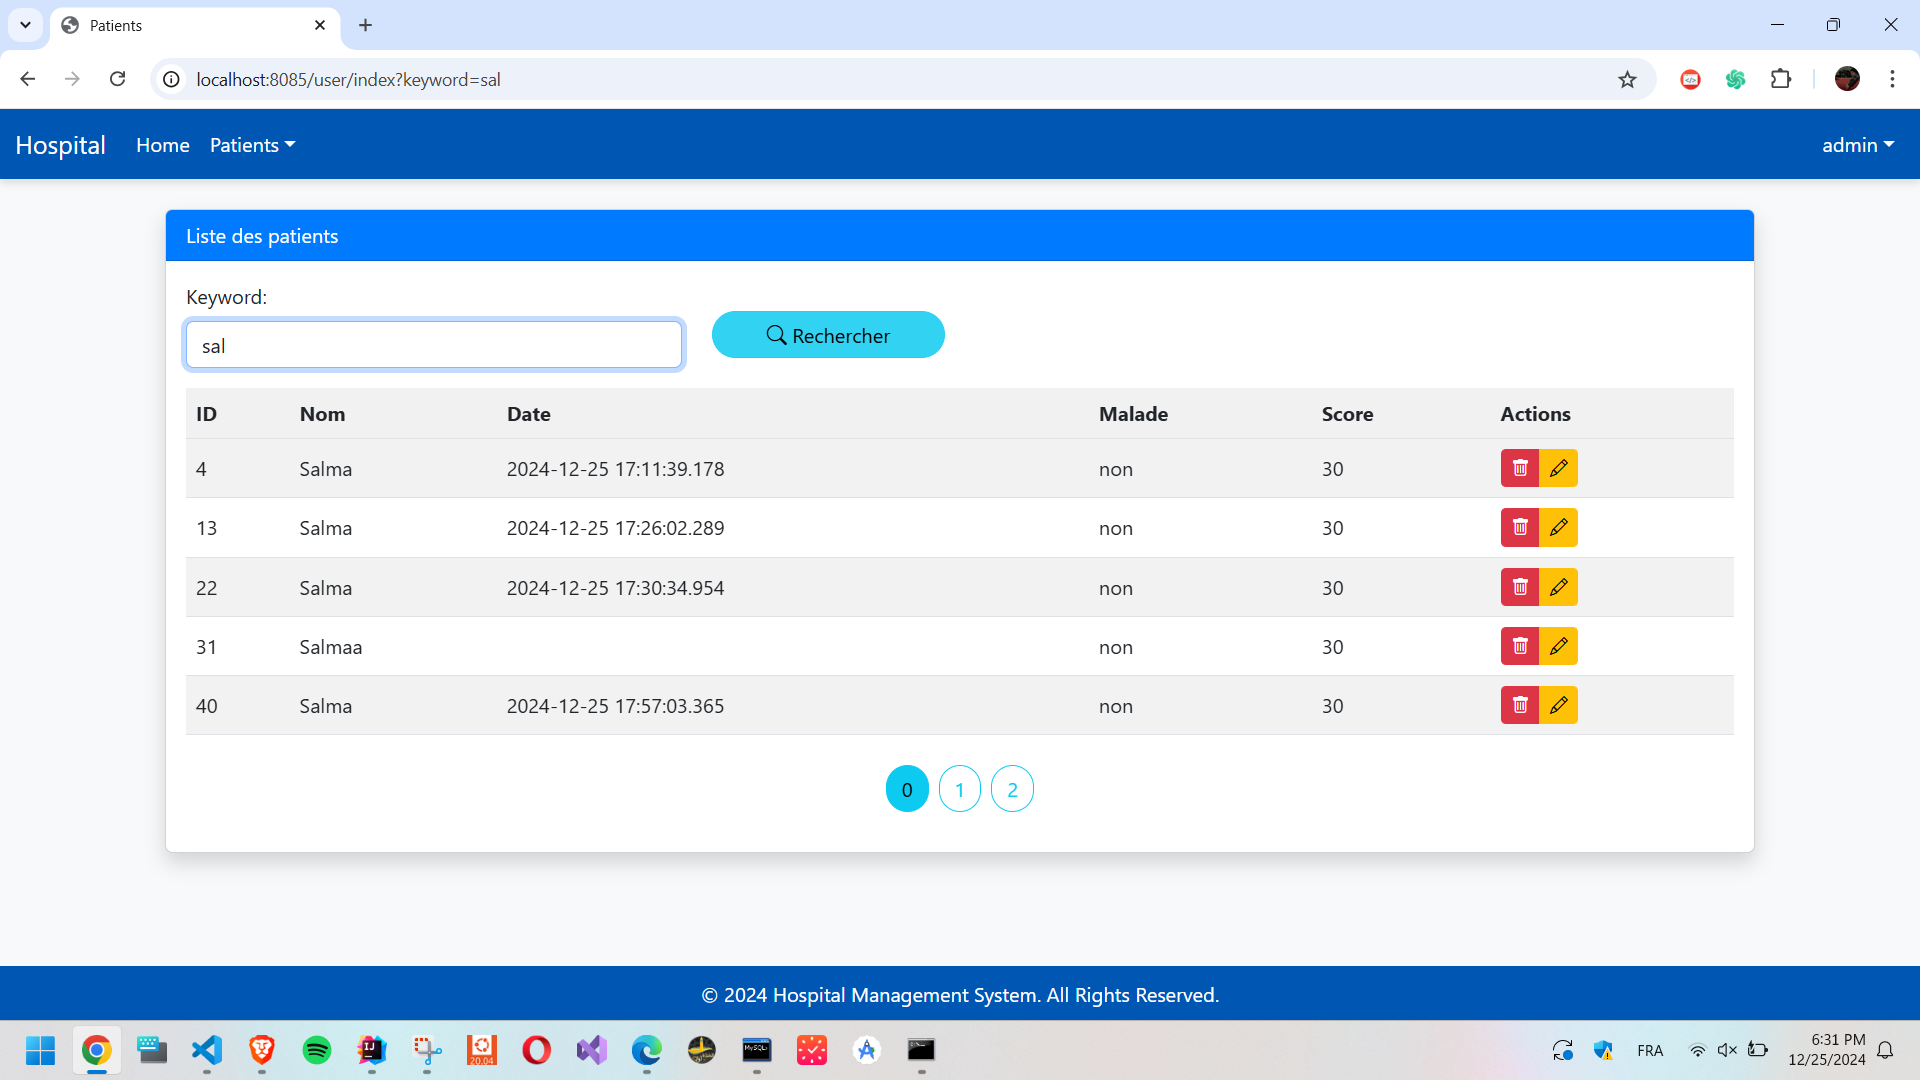 Patients
localhost:8085/user/index?keyword=sal
Hospital Home Patients admin
Liste des patients
Keyword:
sal Rechercher
ID Nom Date Malade Score Actions
4 Salma 2024-12-25 17:11:39.178 non 30
13 Salma 2024-12-25 17:26:02.289 non 30
22 Salma 2024-12-25 17:30:34.954 non 30
31 Salmaa non 30
40 Salma 2024-12-25 17:57:03.365 non 30
0 1 2
© 2024 Hospital Management System. All Rights Reserved.
20.04
FRA
6:31 PM
12/25/2024